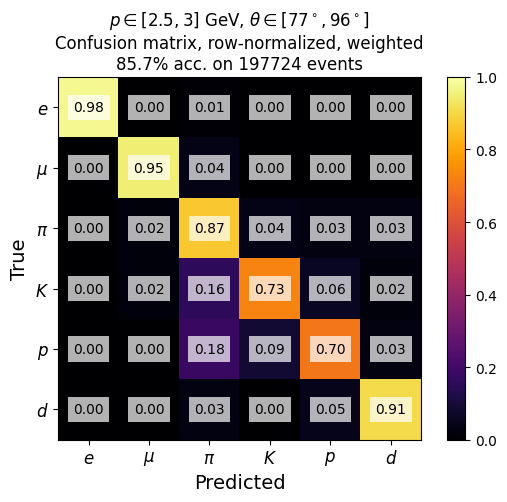 p ∈ [2.5, 3] GeV, θ ∈ [77°, 96°]
Confusion matrix, row-normalized, weighted
85.7% acc. on 197724 events
True
e 0.98 0.00 0.01 0.00 0.00 0.00
μ 0.00 0.95 0.04 0.00 0.00 0.00
π 0.00 0.02 0.87 0.04 0.03 0.03
K 0.00 0.02 0.16 0.73 0.06 0.02
p 0.00 0.00 0.18 0.09 0.70 0.03
d 0.00 0.00 0.03 0.00 0.05 0.91
e μ π K p d
Predicted
1.0
0.8
0.6
0.4
0.2
0.0